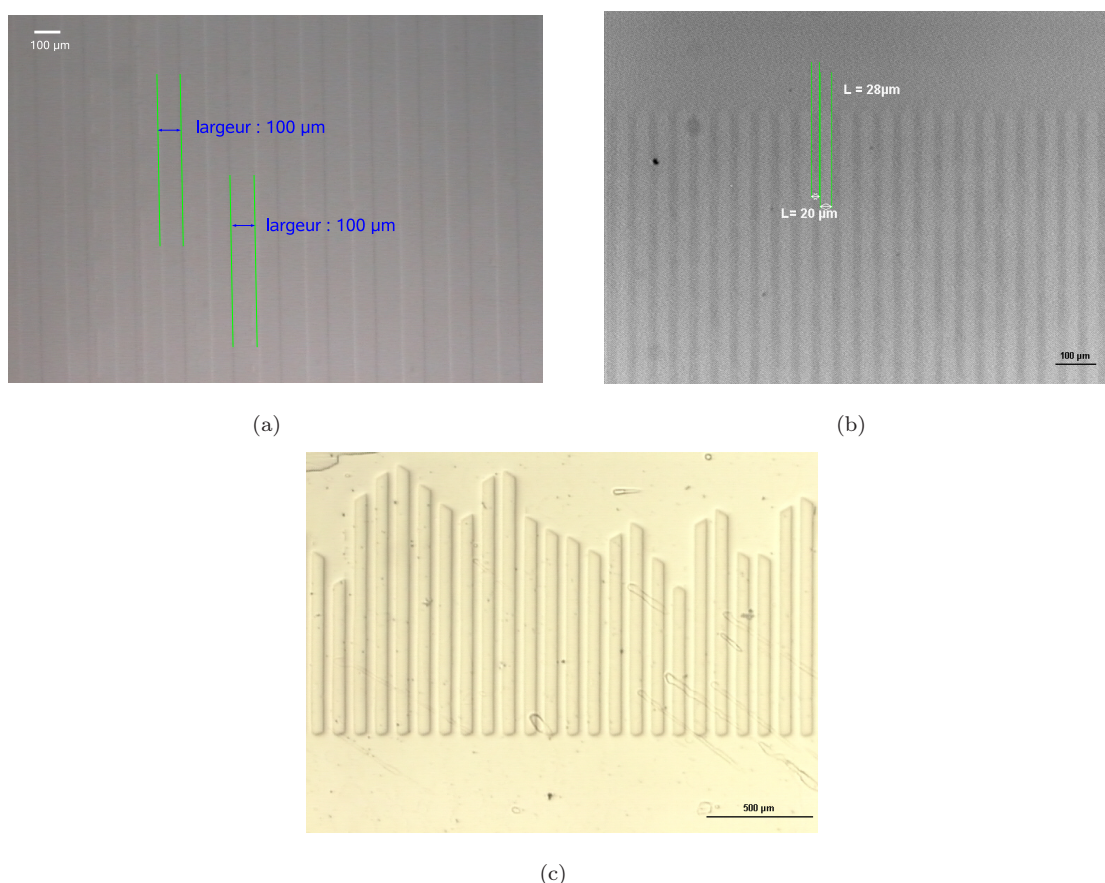 100 µm
largeur : 100 µm
largeur : 100 µm
(a)
L = 28µm
L= 20 µm
100 µm
(b)
500 µm
(c)